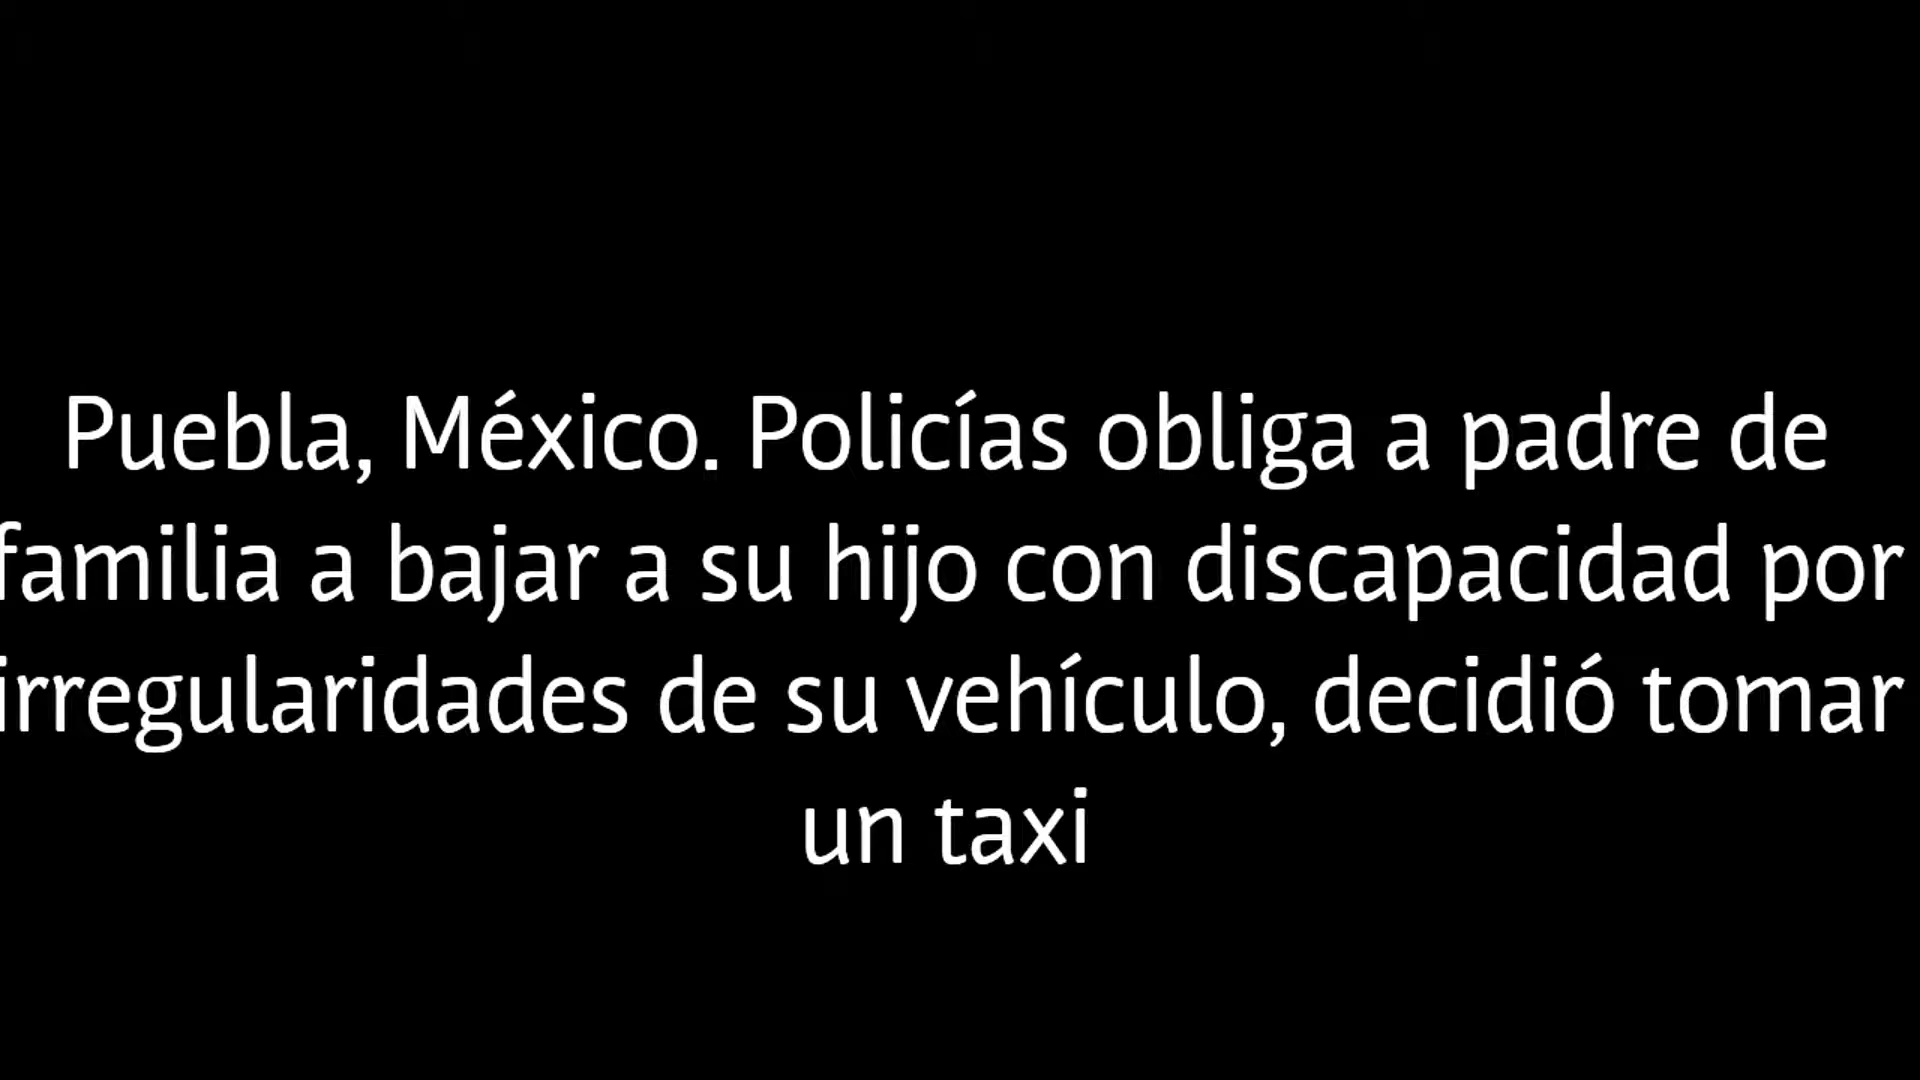 Puebla, México. Policías obliga a padre de
familia a bajar a su hijo con discapacidad por
irregularidades de su vehículo, decidió tomar
un taxi